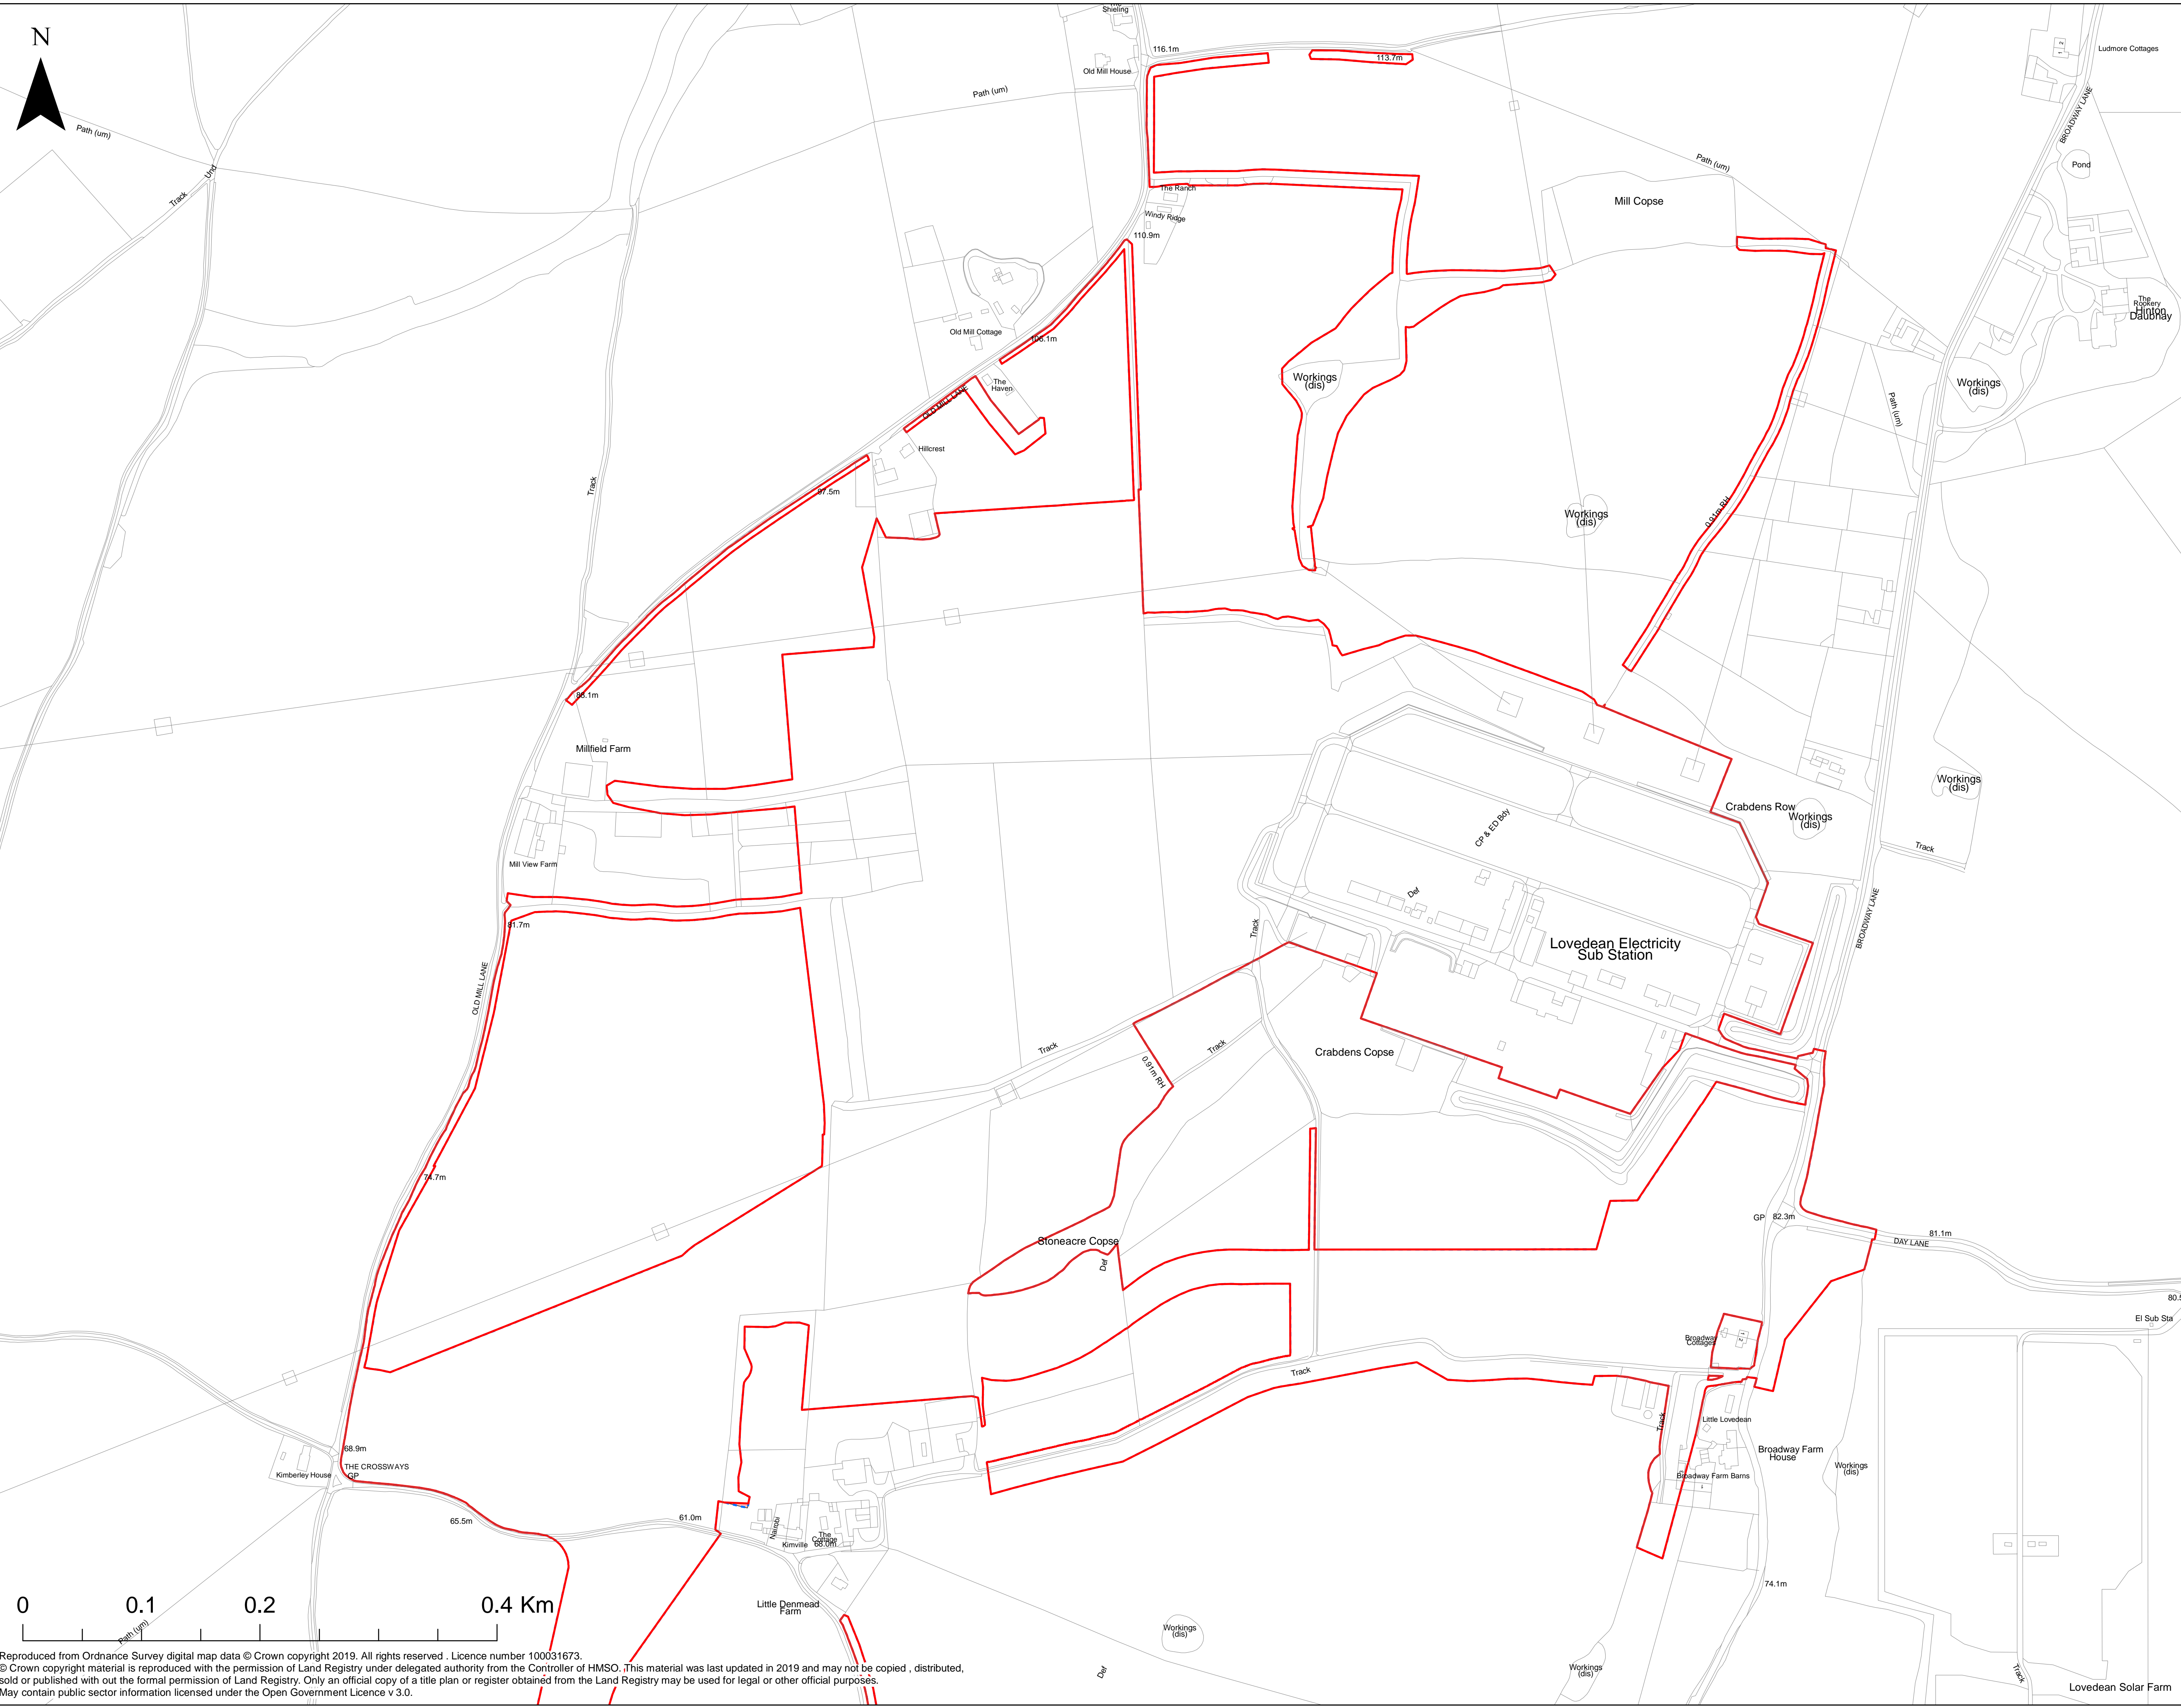 N
The
Shieling
116.1m
Old Mill House
113.7m
Ludmore Cottages
2
1
BROADWAY LANE
Path (um)
Path (um)
Path (um)
Pond
Und
Track
The Ranch
Windy Ridge
Mill Copse
110.9m
The
Rookery
Hinton
Daubnay
Old Mill Cottage
106.1m
The
Haven
OLD MILL LANE
Workings
(dis)
Workings
(dis)
Path (um)
Hillcrest
Track
97.5m
Workings
(dis)
0.91m RH
88.1m
Millfield Farm
Workings
(dis)
Crabdens Row
Workings
(dis)
CP & ED Bdy
Track
Mill View Farm
Def
81.7m
Track
BROADWAY LANE
Lovedean Electricity
Sub Station
OLD MILL LANE
Track
Track
Crabdens Copse
0.91m RH
74.7m
GP
82.3m
81.1m
DAY LANE
Stoneacre Copse
Def
80.5
El Sub Sta
Broadway
Cottages
1
2
Track
Little Lovedean
Track
68.9m
THE CROSSWAYS
GP
Kimberley House
Broadway Farm
House
Workings
(dis)
Broadway Farm Barns
65.5m
61.0m
Nairobi
The
Cottage
68.0m
Kimville
74.1m
Little Denmead
Farm
0
0.1
0.2
0.4 Km
Path (um)
Workings
(dis)
Def
Workings
(dis)
Track
Lovedean Solar Farm
Reproduced from Ordnance Survey digital map data © Crown copyright 2019. All rights reserved . Licence number 100031673.
© Crown copyright material is reproduced with the permission of Land Registry under delegated authority from the Controller of HMSO. This material was last updated in 2019 and may not be copied , distributed,
sold or published with out the formal permission of Land Registry. Only an official copy of a title plan or register obtained from the Land Registry may be used for legal or other official purposes.
May contain public sector information licensed under the Open Government Licence v 3.0.